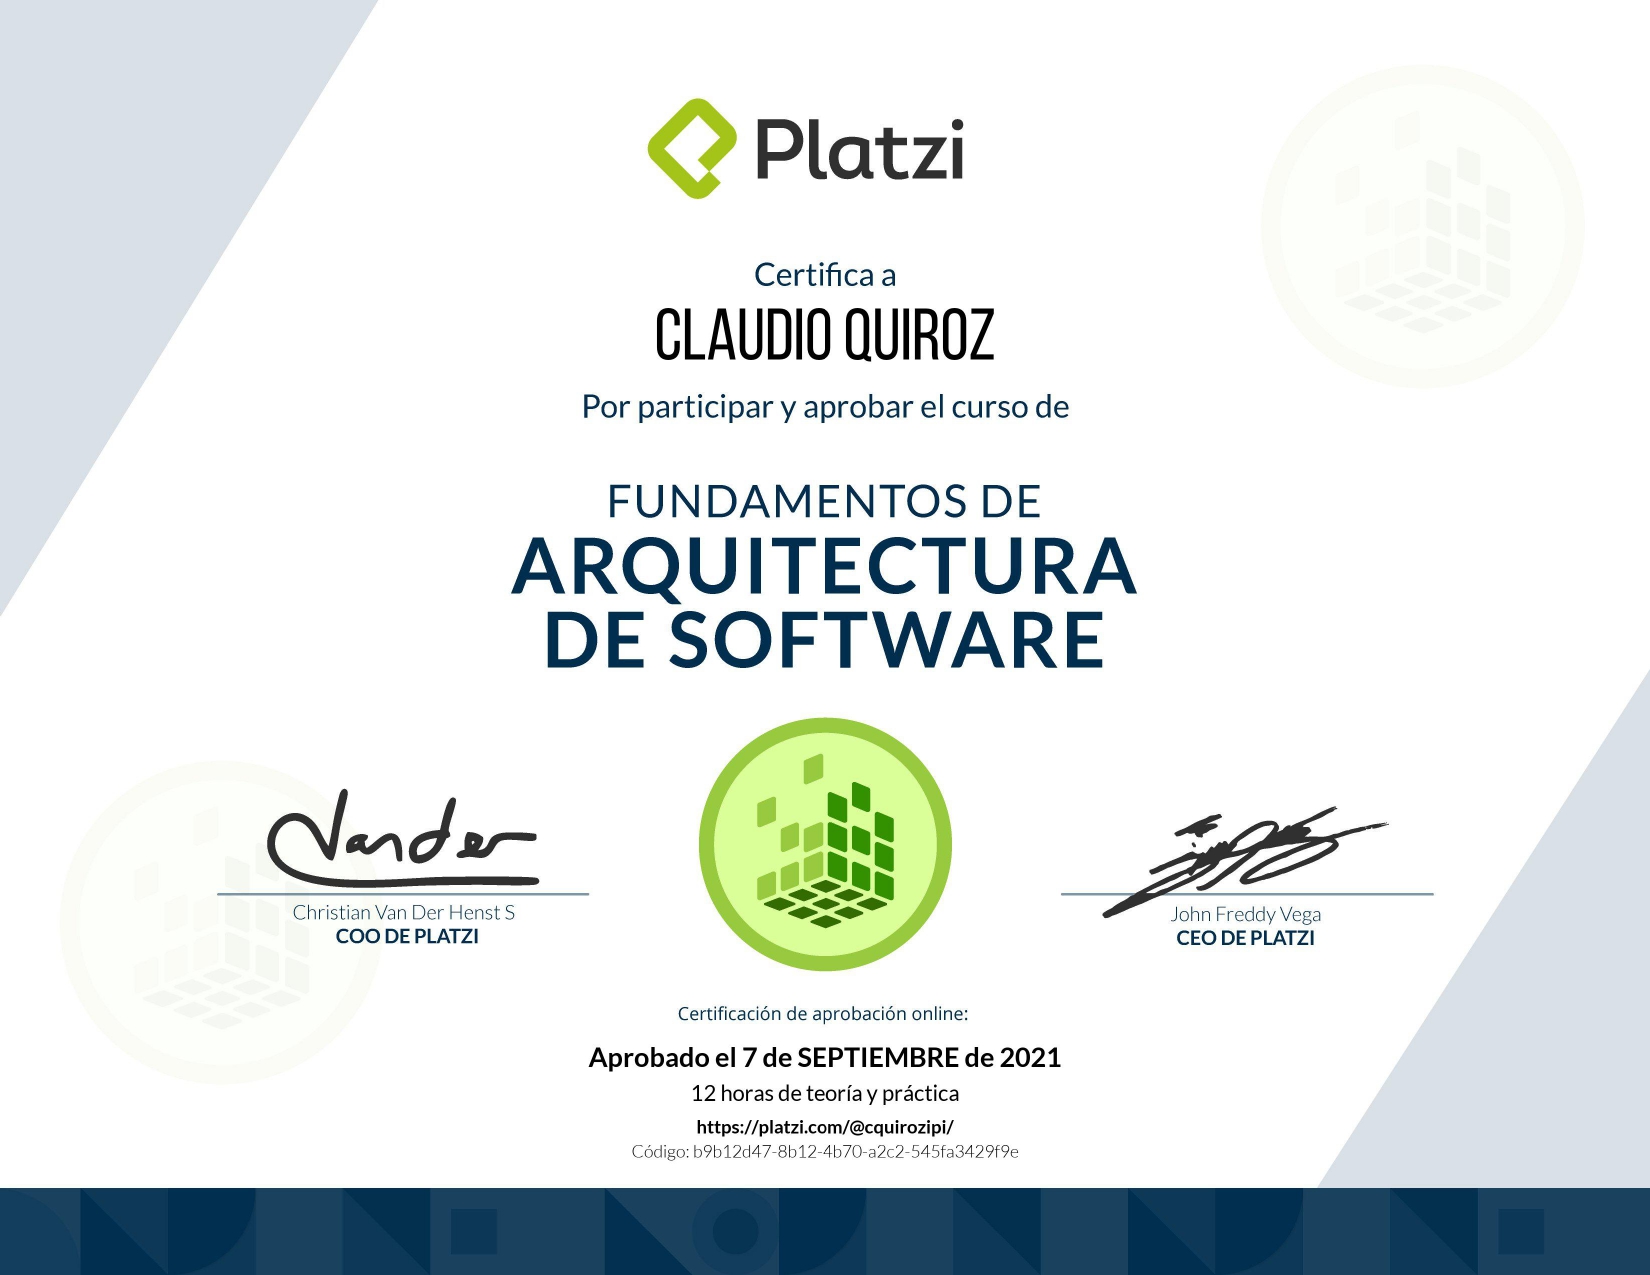 Platzi
Certifica a
CLAUDIO QUIROZ
Por participar y aprobar el curso de
FUNDAMENTOS DE
ARQUITECTURA
DE SOFTWARE
Vander
Christian Van Der Henst S
COO DE PLATZI
John Freddy Vega
CEO DE PLATZI
Certificación de aprobación online:
Aprobado el 7 de SEPTIEMBRE de 2021
12 horas de teoría y práctica
https://platzi.com/@cquirozipi/
Código: b9b12d47-8b12-4b70-a2c2-545fa3429f9e